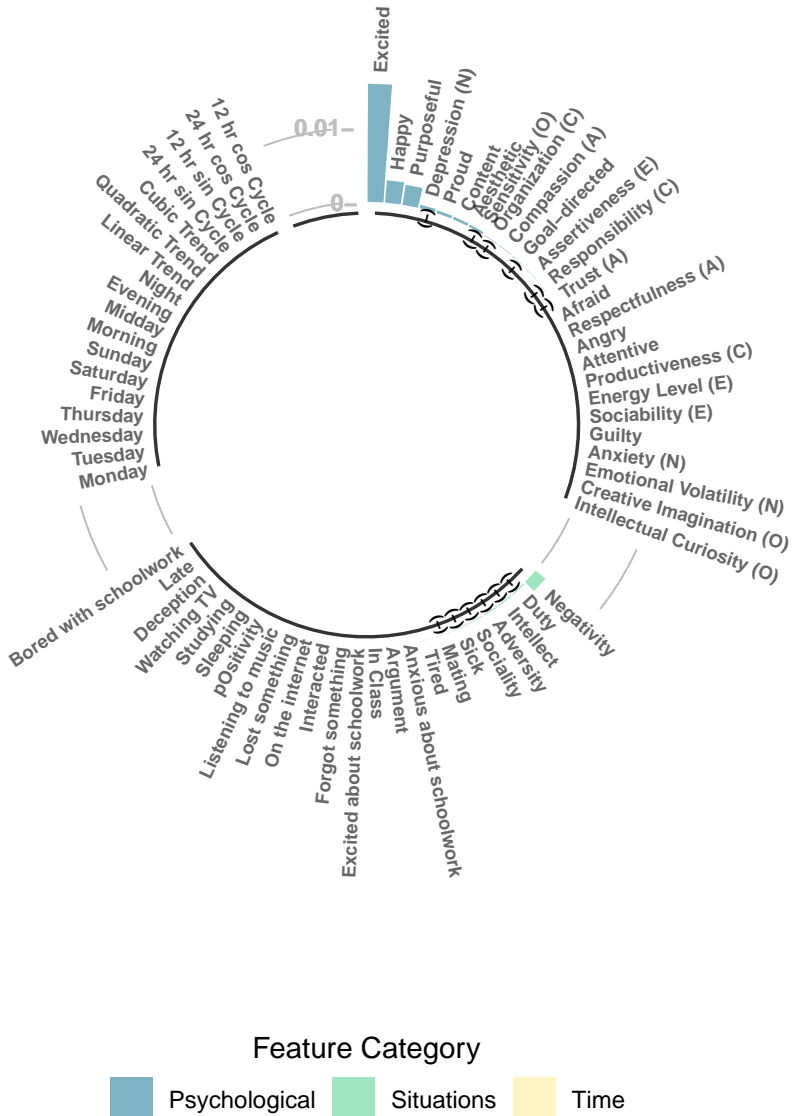 Excited
Happy
Purposeful
Depression (N)
Proud
Content
Aesthetic
Sensitivity (O)
Organization (C)
Compassion (A)
Goal–directed
Assertiveness (E)
Responsibility (C)
Trust (A)
Afraid
Respectfulness (A)
Angry
Attentive
Productiveness (C)
Energy Level (E)
Sociability (E)
Guilty
Anxiety (N)
Emotional Volatility (N)
Creative Imagination (O)
Intellectual Curiosity (O)
Negativity
Duty
Intellect
Adversity
Sociality
Sick
Mating
Tired
Anxious about schoolwork
Argument
In Class
Excited about schoolwork
Forgot something
Interacted
On the internet
Lost something
Listening to music
pOsitivity
Sleeping
Studying
Watching TV
Deception
Late
Bored with schoolwork
Monday
Tuesday
Wednesday
Thursday
Friday
Saturday
Sunday
Morning
Midday
Evening
Night
Linear Trend
Quadratic Trend
Cubic Trend
24 hr sin Cycle
12 hr sin Cycle
24 hr cos Cycle
12 hr cos Cycle
0.01
0
Feature Category
Psychological
Situations
Time